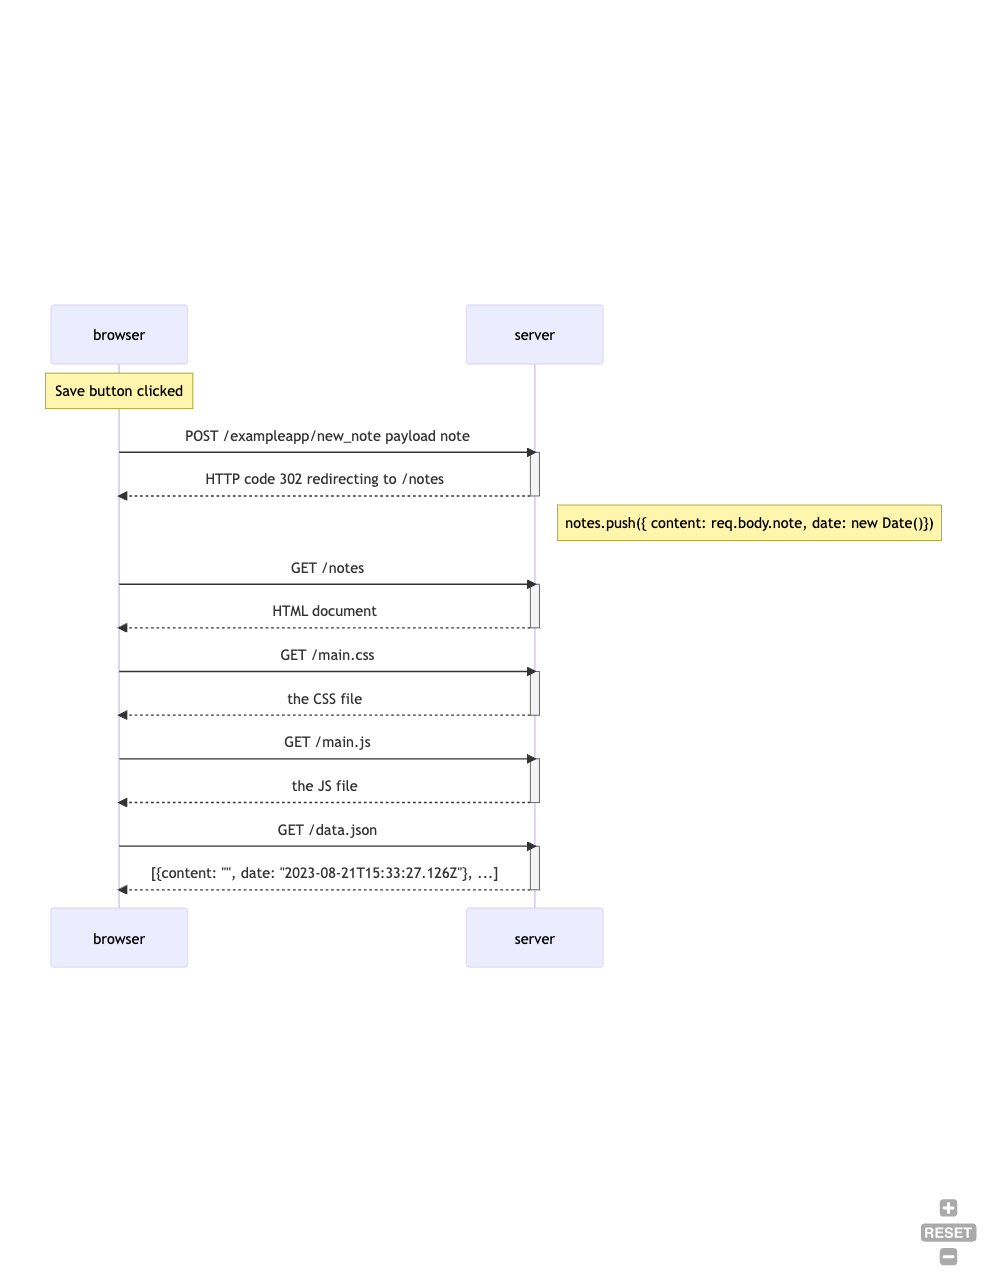 browser
server
Save button clicked
POST /exampleapp/new_note payload note
HTTP code 302 redirecting to /notes
notes.push({ content: req.body.note, date: new Date()})
GET /notes
HTML document
GET /main.css
the CSS file
GET /main.js
the JS file
GET /data.json
[{content: "", date: "2023-08-21T15:33:27.126Z"}, ...]
browser
server
RESET